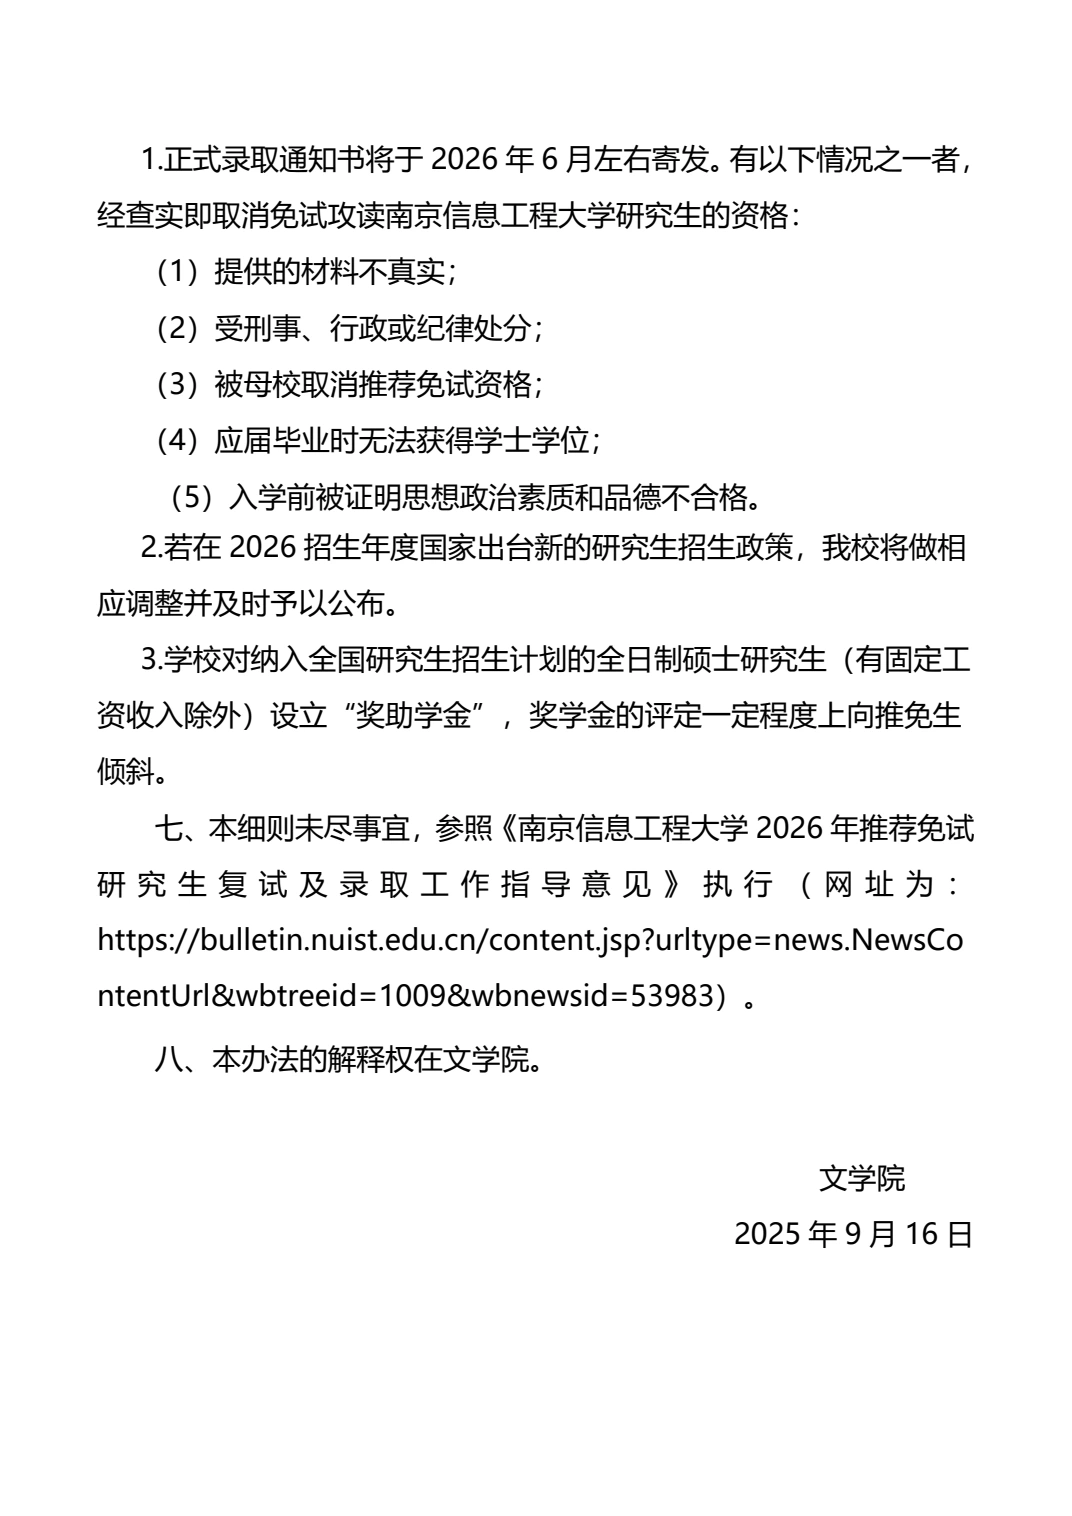 1.正式录取通知书将于 2026 年 6 月左右寄发。有以下情况之一者，
经查实即取消免试攻读南京信息工程大学研究生的资格：
（1）提供的材料不真实；
（2）受刑事、行政或纪律处分；
（3）被母校取消推荐免试资格；
（4）应届毕业时无法获得学士学位；
（5）入学前被证明思想政治素质和品德不合格。
2.若在 2026 招生年度国家出台新的研究生招生政策，我校将做相
应调整并及时予以公布。
3.学校对纳入全国研究生招生计划的全日制硕士研究生（有固定工
资收入除外）设立“奖助学金”，奖学金的评定一定程度上向推免生
倾斜。
七、本细则未尽事宜，参照《南京信息工程大学 2026 年推荐免试
研究生复试及录取工作指导意见》执行（网址为：
https://bulletin.nuist.edu.cn/content.jsp?urltype=news.NewsCo
ntentUrl&wbtreeid=1009&wbnewsid=53983）。
八、本办法的解释权在文学院。
文学院
2025 年 9 月 16 日